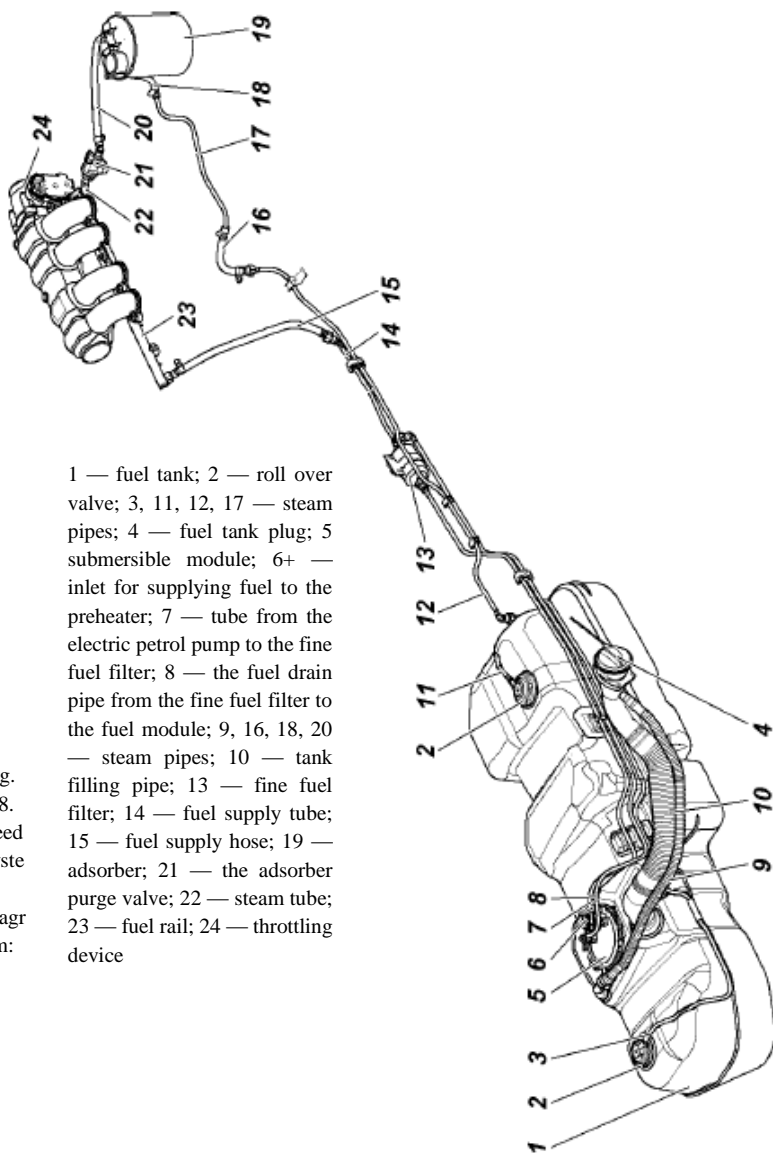 19
18
20
17
24
21
22
16
15
23
14
1 — fuel tank; 2 — roll over
valve; 3, 11, 12, 17 — steam
pipes; 4 — fuel tank plug; 5
submersible module; 6+ —
inlet for supplying fuel to the
preheater; 7 — tube from the
electric petrol pump to the fine
fuel filter; 8 — the fuel drain
pipe from the fine fuel filter to
the fuel module; 9, 16, 18, 20
— steam pipes; 10 — tank
filling pipe; 13 — fine fuel
filter; 14 — fuel supply tube;
15 — fuel supply hose; 19 —
adsorber; 21 — the adsorber
purge valve; 22 — steam tube;
23 — fuel rail; 24 — throttling
device
g.
8.
eed
yste
agr
m:
13
12
11
2
4
10
9
8
7
6
5
3
2
1